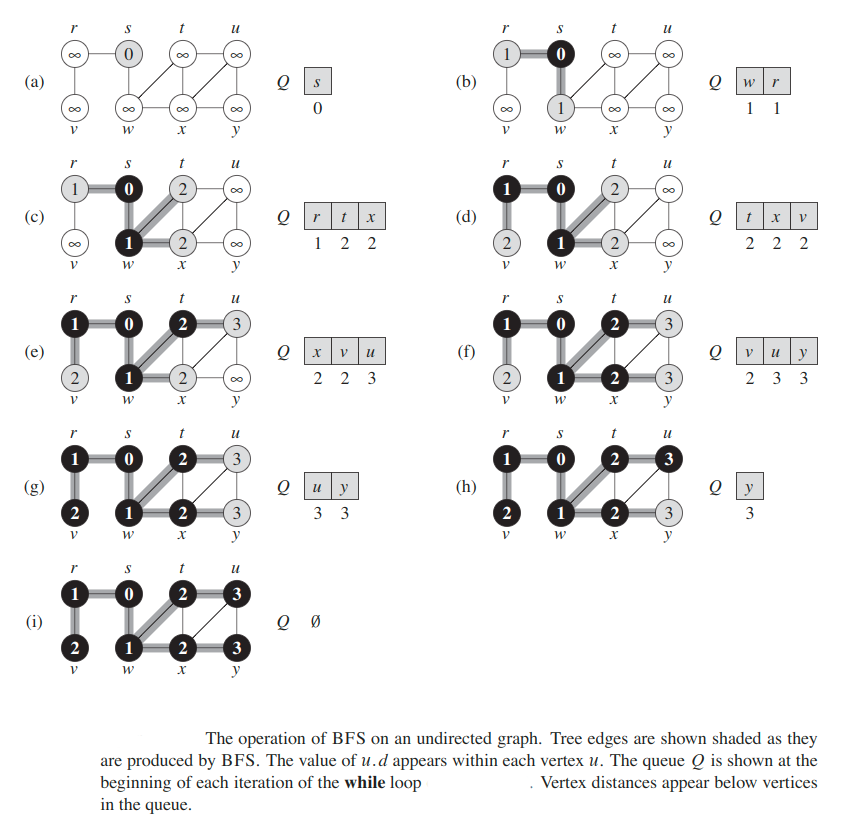 r s t u
∞ 0 ∞ ∞
(a) Q s
0
∞ ∞ ∞ ∞
v w x y
r s t u
1 0 ∞ ∞
(b) Q w r
1 1
∞ 1 ∞ ∞
v w x y
r s t u
1 0 2 ∞
(c) Q r t x
1 2 2
∞ 1 2 ∞
v w x y
r s t u
1 0 2 ∞
(d) Q t x v
2 2 2
2 1 2 ∞
v w x y
r s t u
1 0 2 3
(e) Q x v u
2 2 3
2 1 2 ∞
v w x y
r s t u
1 0 2 3
(f) Q v u y
2 3 3
2 1 2 3
v w x y
r s t u
1 0 2 3
(g) Q u y
3 3
2 1 2 3
v w x y
r s t u
1 0 2 3
(h) Q y
3
2 1 2 3
v w x y
r s t u
1 0 2 3
(i) Q Ø
2 1 2 3
v w x y
The operation of BFS on an undirected graph. Tree edges are shown shaded as they
are produced by BFS. The value of u.d appears within each vertex u. The queue Q is shown at the
beginning of each iteration of the while loop . Vertex distances appear below vertices
in the queue.